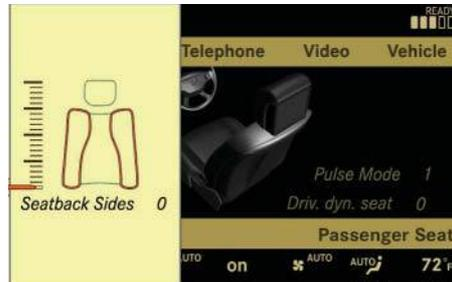 READY
Telephone Video Vehicle
Pulse Mode 1
Seatback Sides 0
Driv. dyn. seat 0
Passenger Seat
AUTO on AUTO AUTO 72°F